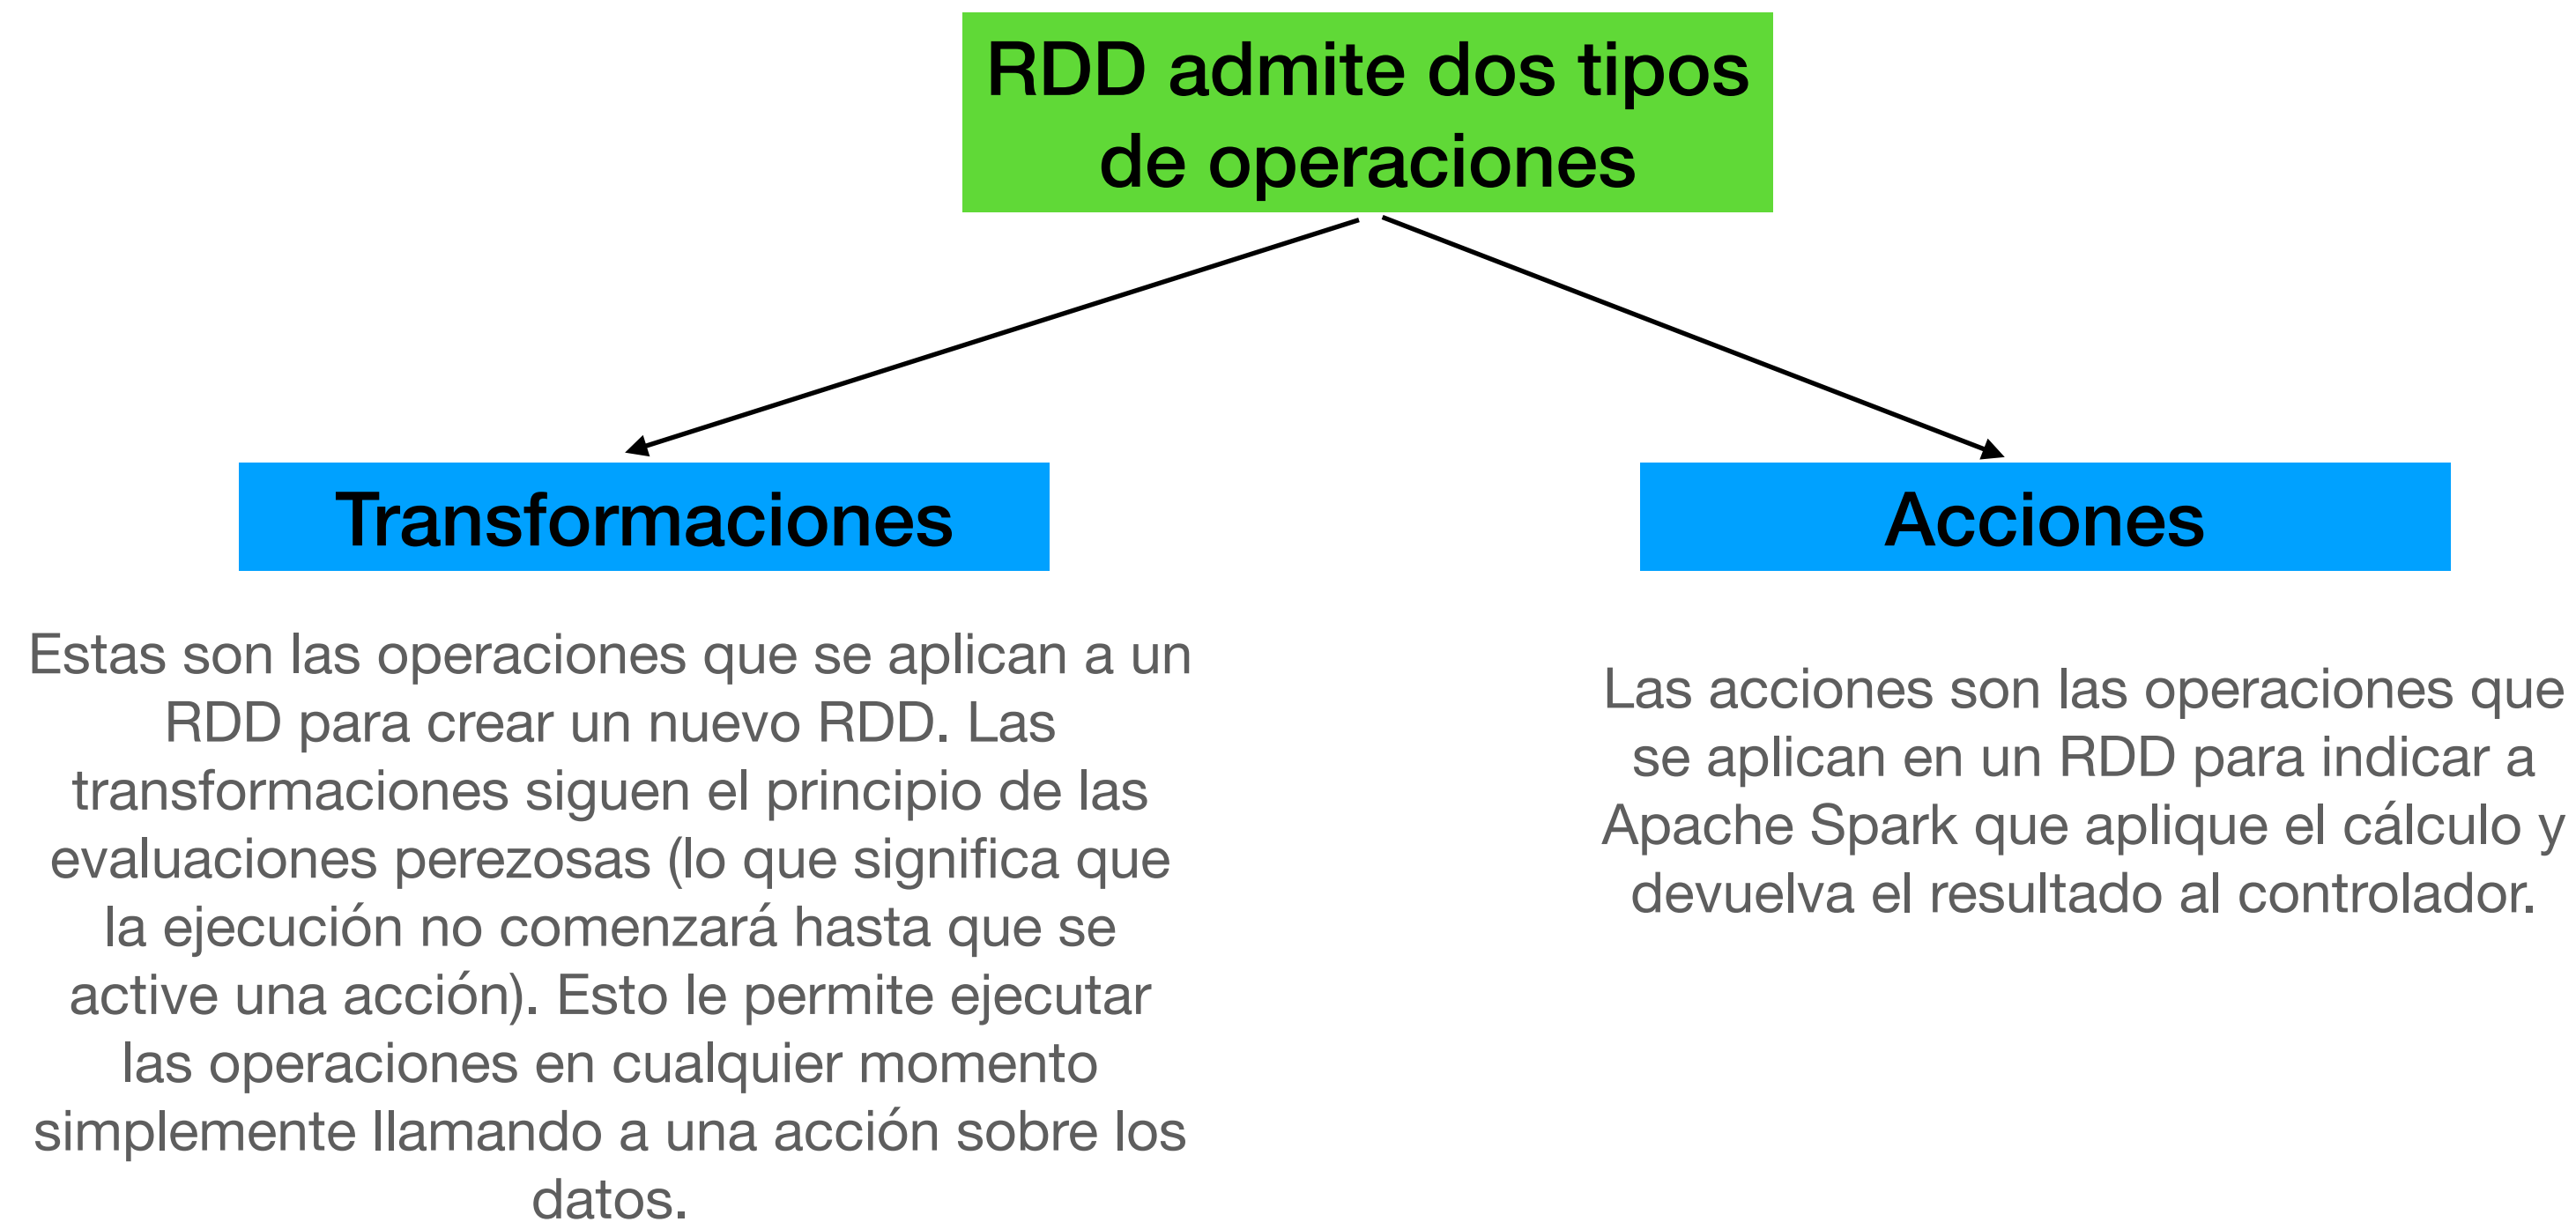 RDD admite dos tipos
de operaciones
Transformaciones
Estas son las operaciones que se aplican a un
RDD para crear un nuevo RDD. Las
transformaciones siguen el principio de las
evaluaciones perezosas (lo que significa que
la ejecución no comenzará hasta que se
active una acción). Esto le permite ejecutar
las operaciones en cualquier momento
simplemente llamando a una acción sobre los
datos.
Acciones
Las acciones son las operaciones que
se aplican en un RDD para indicar a
Apache Spark que aplique el cálculo y
devuelva el resultado al controlador.